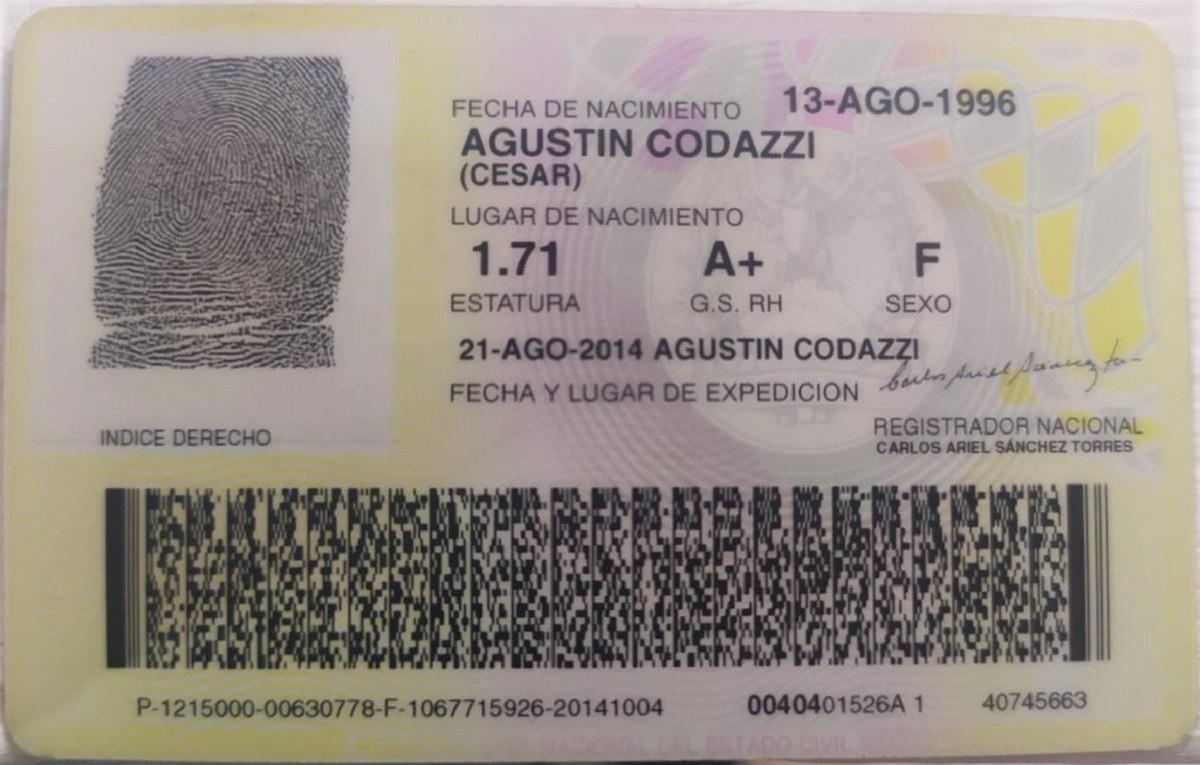 FECHA DE NACIMIENTO 13-AGO-1996
AGUSTIN CODAZZI
(CESAR)
LUGAR DE NACIMIENTO
1.71 A+ F
ESTATURA G.S. RH SEXO
21-AGO-2014 AGUSTIN CODAZZI
FECHA Y LUGAR DE EXPEDICION
Carlos Ariel Sánchez
INDICE DERECHO
REGISTRADOR NACIONAL
CARLOS ARIEL SÁNCHEZ TORRES
P-1215000-00630778-F-1067715926-20141004 0040401526A 1 40745663
NACIONAL DEL ESTADO CIVIL